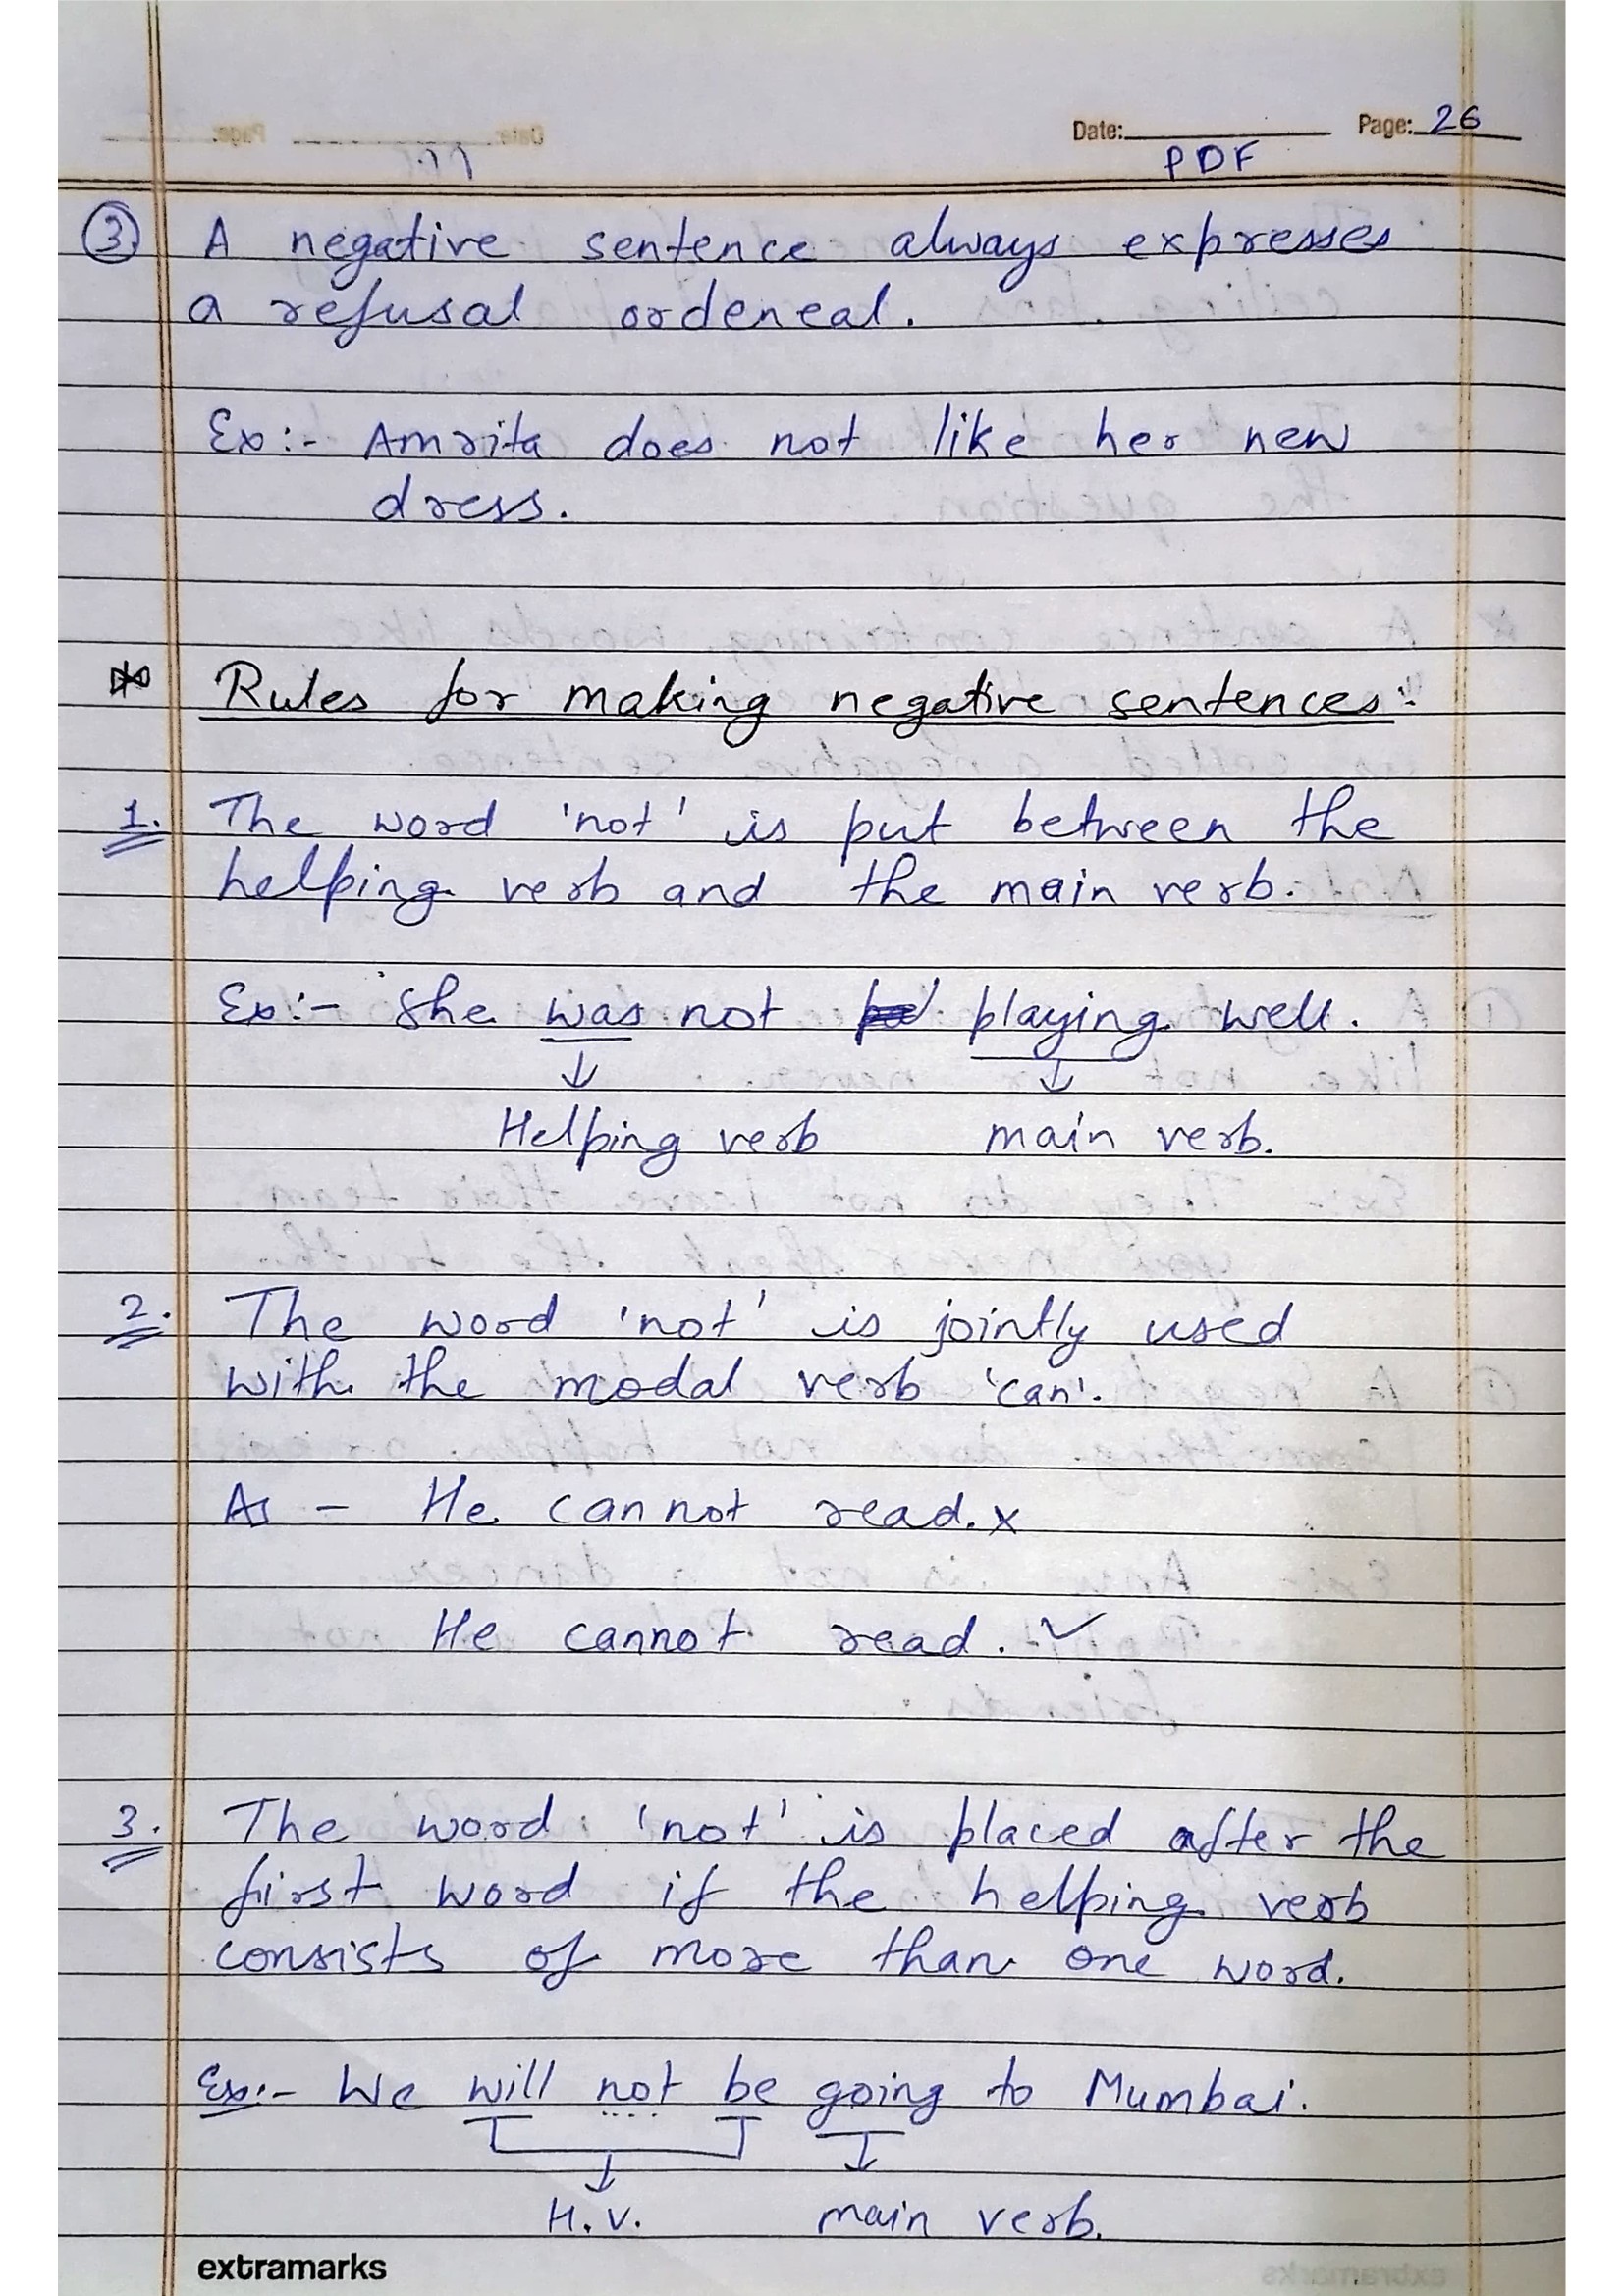 Date: Page: 26
PDF
3 A negative sentence always expresses
a refusal ordeneal.
Ex:- Amrita does not like her new
dress.
* Rules for making negative sentences:
1. The word 'not' is put between the
helping verb and the main verb.
Ex:- She was not playing well.
↓ ↓
Helping verb main verb.
2. The word 'not' is jointly used
with the modal verb 'can'.
As - He can not read. x
He cannot read. ✓
3. The word 'not' is placed after the
first word if the helping verb
consists of more than one word.
Ex:- We will not be going to Mumbai.
↓ ↓
H.V. main verb.
extramarks